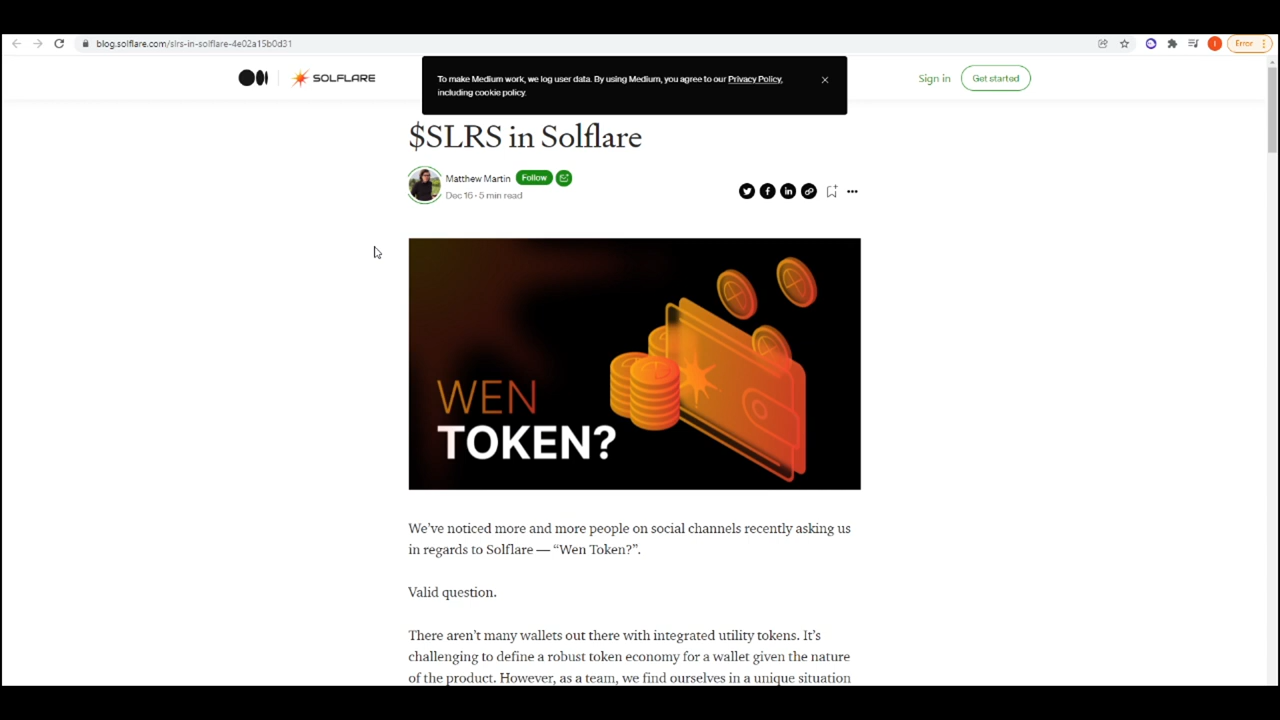 blog.solflare.com/slrs-in-solflare-4e02a15b0d31
Error
SOLFLARE
To make Medium work, we log user data. By using Medium, you agree to our Privacy Policy,
including cookie policy.
Sign in
Get started
$SLRS in Solflare
Matthew Martin
Follow
Dec 16 · 5 min read
WEN
TOKEN?
We’ve noticed more and more people on social channels recently asking us
in regards to Solflare — “Wen Token?”.
Valid question.
There aren’t many wallets out there with integrated utility tokens. It’s
challenging to define a robust token economy for a wallet given the nature
of the product. However, as a team, we find ourselves in a unique situation